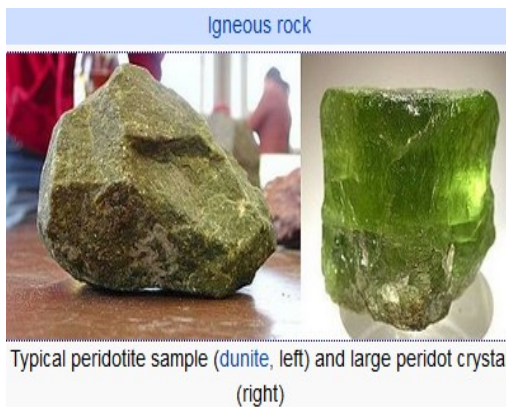 Igneous rock
Typical peridotite sample (dunite, left) and large peridot crysta
(right)